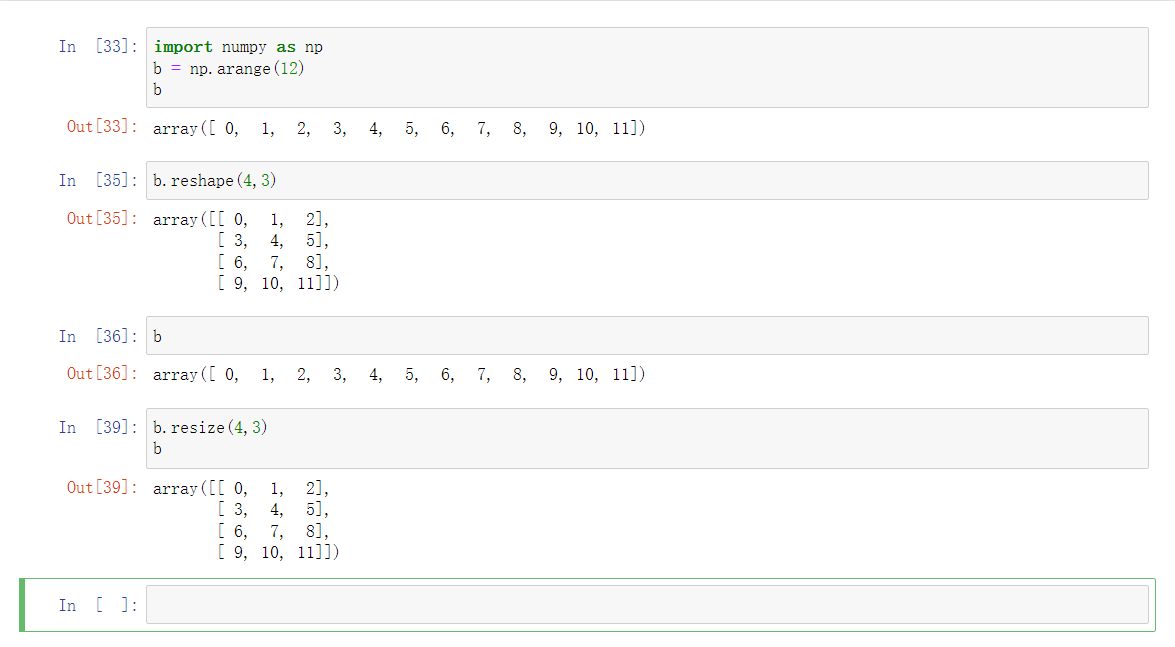 In [33]: import numpy as np
b = np.arange(12)
b
Out[33]: array([ 0, 1, 2, 3, 4, 5, 6, 7, 8, 9, 10, 11])
In [35]: b.reshape(4,3)
Out[35]: array([[ 0, 1, 2],
[ 3, 4, 5],
[ 6, 7, 8],
[ 9, 10, 11]])
In [36]: b
Out[36]: array([ 0, 1, 2, 3, 4, 5, 6, 7, 8, 9, 10, 11])
In [39]: b.resize(4,3)
b
Out[39]: array([[ 0, 1, 2],
[ 3, 4, 5],
[ 6, 7, 8],
[ 9, 10, 11]])
In [ ]: